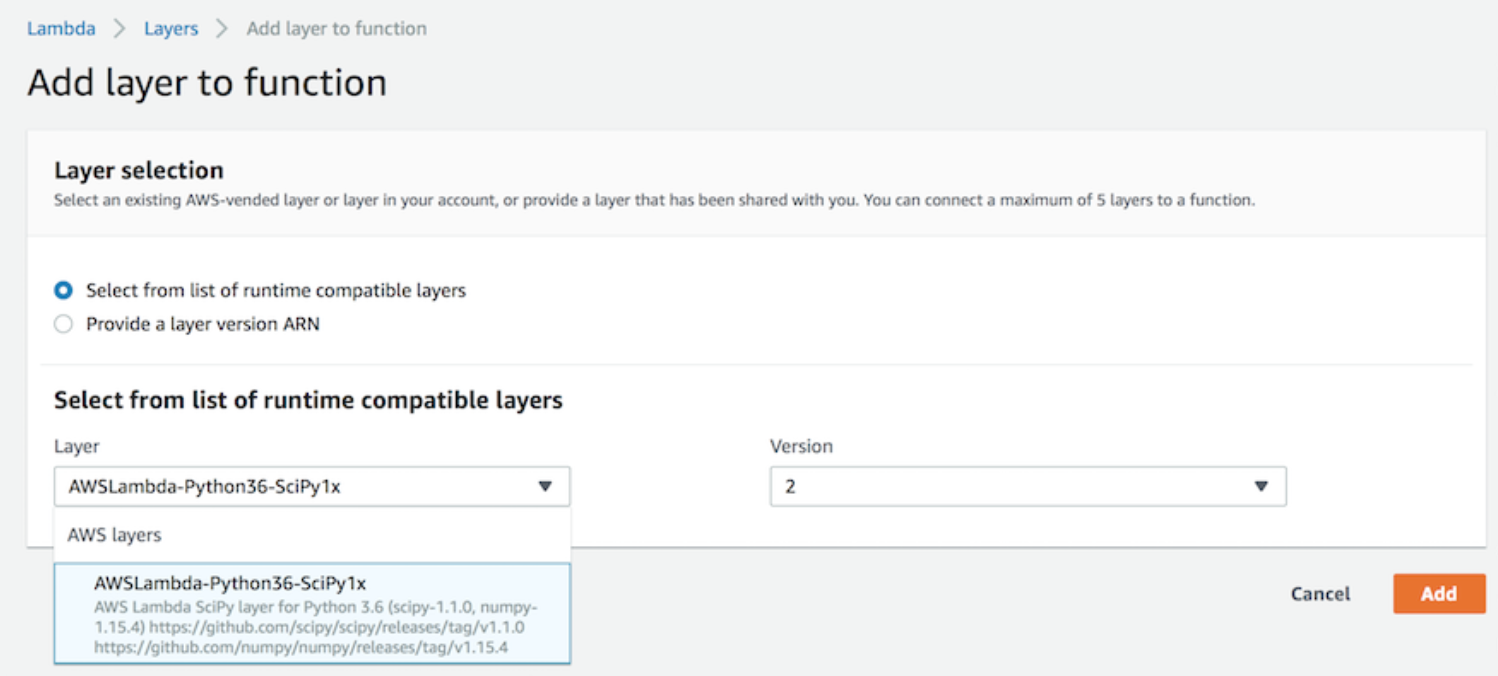 Lambda > Layers > Add layer to function
Add layer to function
Layer selection
Select an existing AWS-vended layer or layer in your account, or provide a layer that has been shared with you. You can connect a maximum of 5 layers to a function.
Select from list of runtime compatible layers
Provide a layer version ARN
Select from list of runtime compatible layers
Layer
Version
AWSLambda-Python36-SciPy1x
2
AWS layers
AWSLambda-Python36-SciPy1x
AWS Lambda SciPy layer for Python 3.6 (scipy-1.1.0, numpy-
1.15.4) https://github.com/scipy/scipy/releases/tag/v1.1.0
https://github.com/numpy/numpy/releases/tag/v1.15.4
Cancel
Add